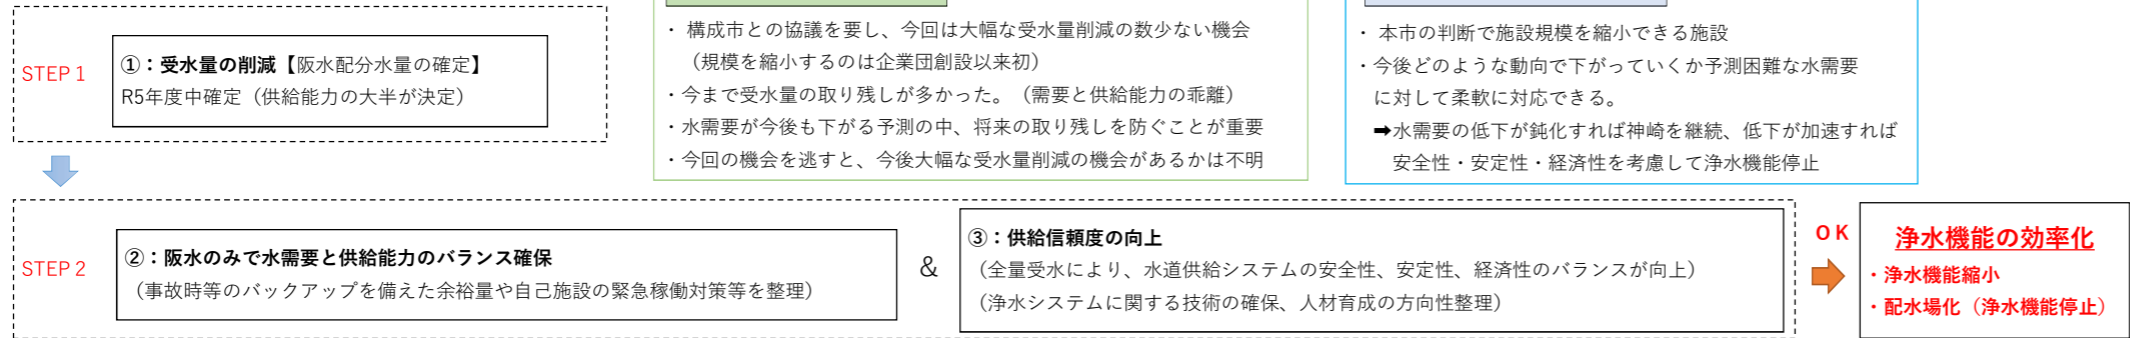 STEP 1
①：受水量の削減【阪水配分水量の確定】
R5年度中確定（供給能力の大半が決定）
・ 構成市との協議を要し、今回は大幅な受水量削減の数少ない機会
（規模を縮小するのは企業団創設以来初）
・今まで受水量の取り残しが多かった。（需要と供給能力の乖離）
・水需要が今後も下がる予測の中、将来の取り残しを防ぐことが重要
・今回の機会を逃すと、今後大幅な受水量削減の機会があるかは不明
・ 本市の判断で施設規模を縮小できる施設
・今後どのような動向で下がっていくか予測困難な水需要
に対して柔軟に対応できる。
➡水需要の低下が鈍化すれば神崎を継続、低下が加速すれば
安全性・安定性・経済性を考慮して浄水機能停止
STEP 2
②：阪水のみで水需要と供給能力のバランス確保
（事故時等のバックアップを備えた余裕量や自己施設の緊急稼働対策等を整理）
&
③：供給信頼度の向上
（全量受水により、水道供給システムの安全性、安定性、経済性のバランスが向上）
（浄水システムに関する技術の確保、人材育成の方向性整理）
OK
浄水機能の効率化
・浄水機能縮小
・配水場化（浄水機能停止）